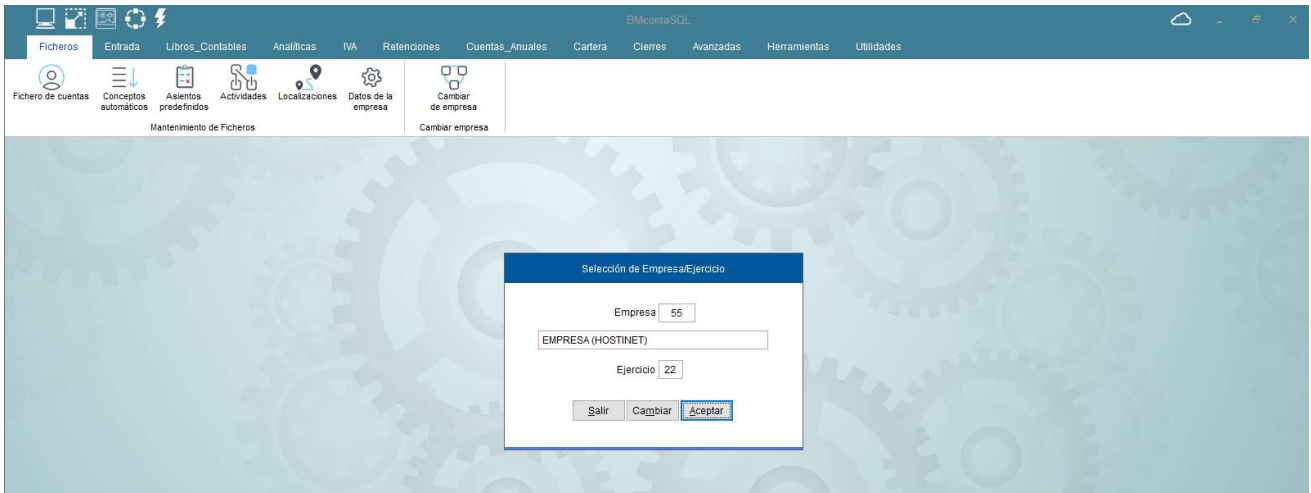 BMcontaSQL
Ficheros Entrada Libros_Contables Analíticas IVA Retenciones Cuentas_Anuales Cartera Cierres Avanzadas Herramientas Utilidades
Fichero de cuentas
Conceptos
automáticos
Asientos
predefinidos
Actividades
Localizaciones
Datos de la
empresa
Cambiar
de empresa
Mantenimiento de Ficheros
Cambiar empresa
Selección de Empresa/Ejercicio
Empresa 55
EMPRESA (HOSTINET)
Ejercicio 22
Salir Cambiar Aceptar